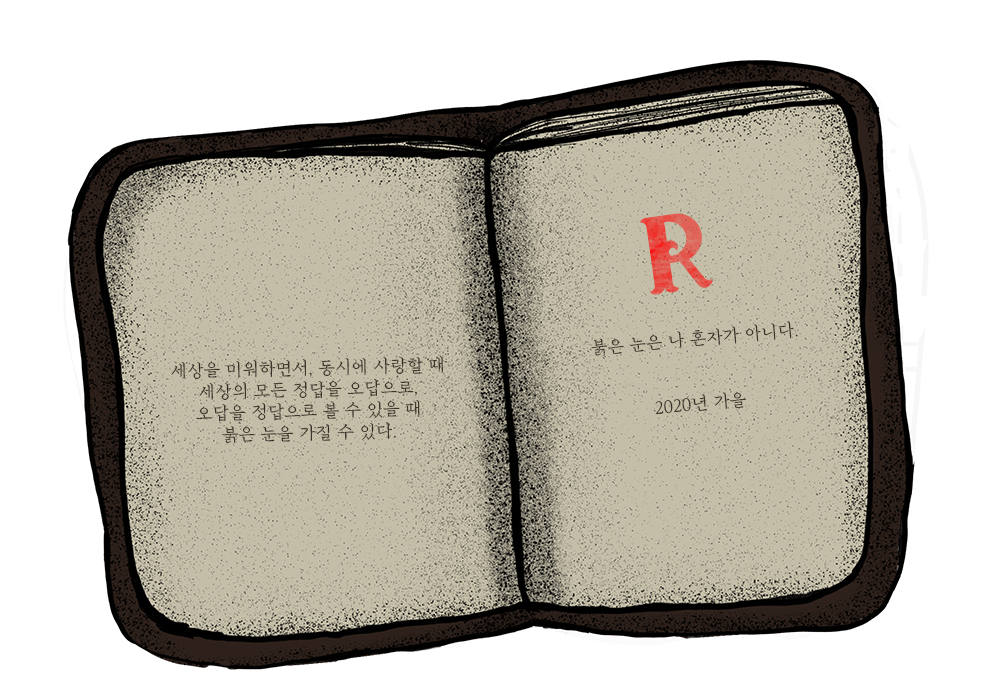 세상을 미워하면서, 동시에 사랑할 때
세상의 모든 정답을 오답으로,
오답을 정답으로 볼 수 있을 때
붉은 눈을 가질 수 있다.
R
붉은 눈은 나 혼자가 아니다.
2020년 가을